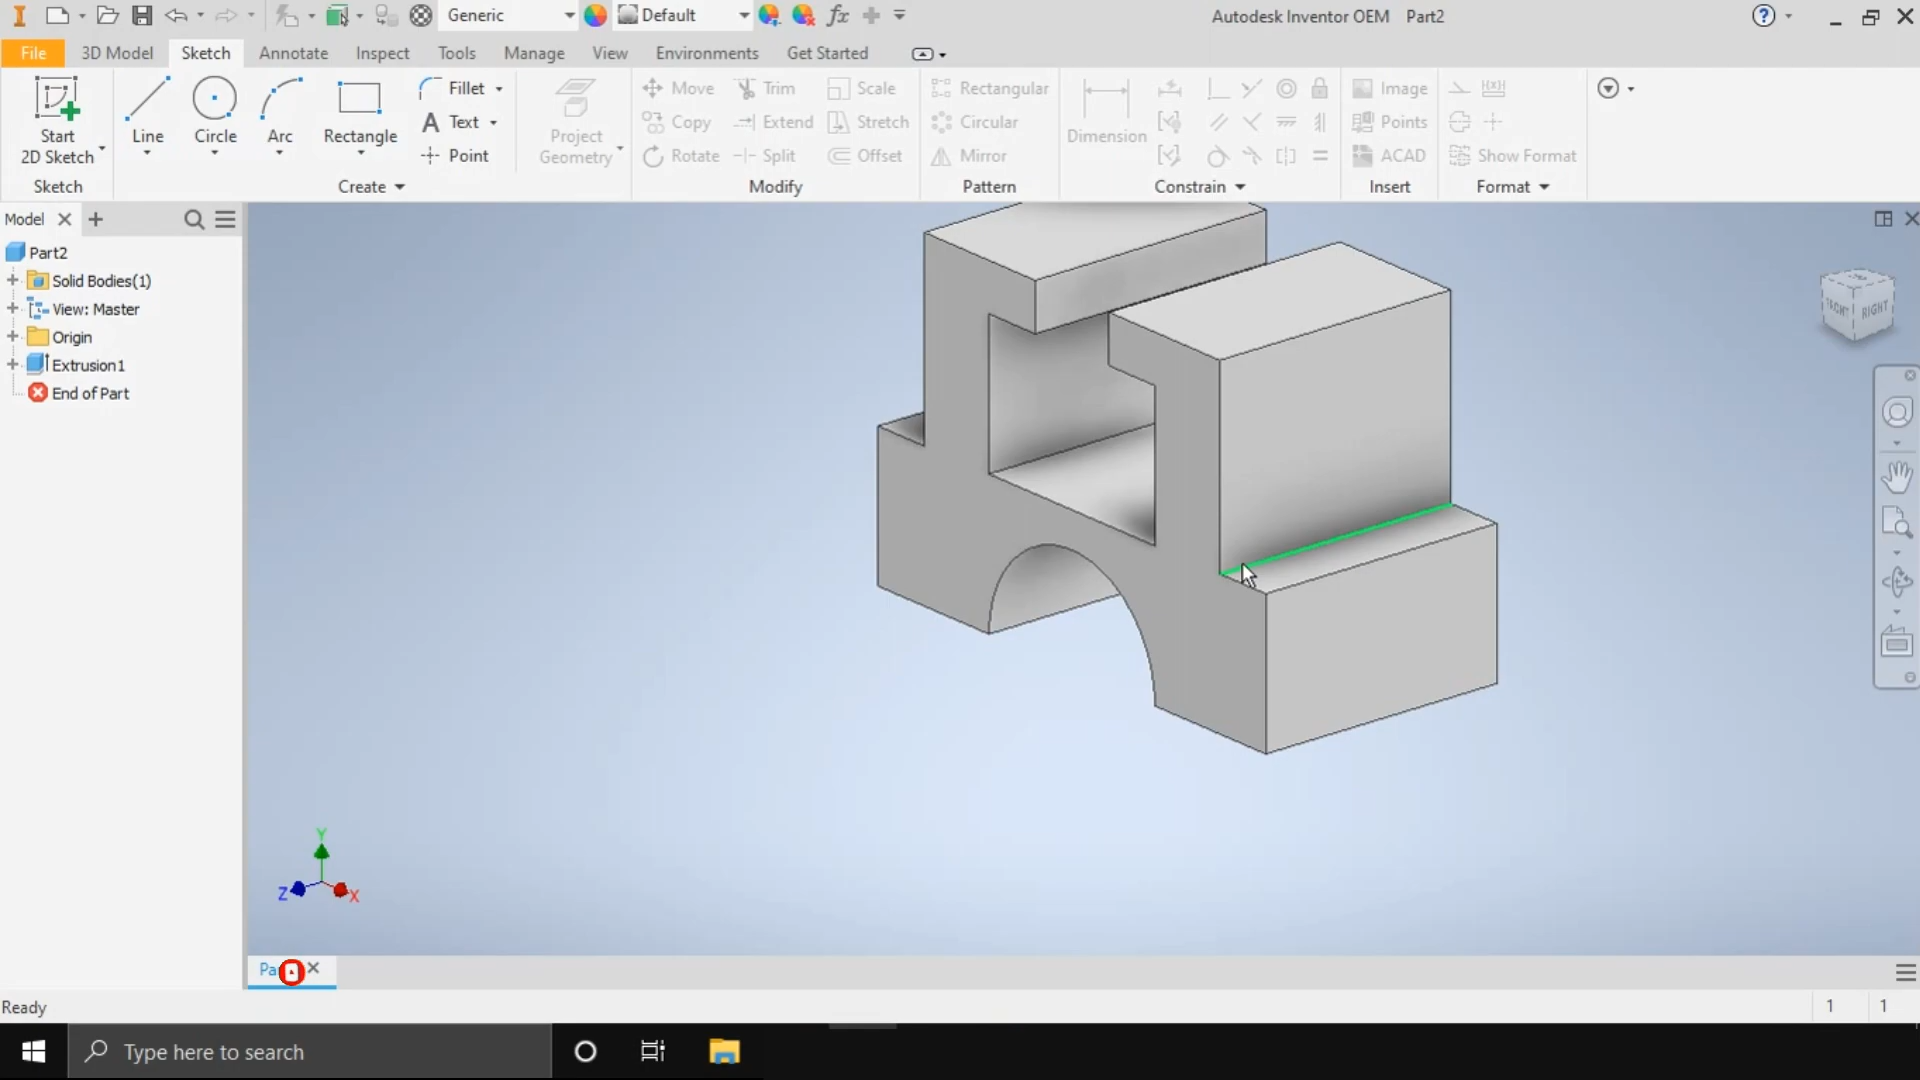 Generic Default fx Autodesk Inventor OEM Part2
File 3D Model Sketch Annotate Inspect Tools Manage View Environments Get Started
Start 2D Sketch
Line
Circle
Arc
Rectangle
Fillet
Text
Point
Project Geometry
Move
Copy
Rotate
Trim
Extend
Split
Scale
Stretch
Offset
Rectangular
Circular
Mirror
Dimension
Image
Points
ACAD
Show Format
Sketch Create Modify Pattern Constrain Insert Format
Model
Part2
Solid Bodies(1)
View: Master
Origin
Extrusion1
End of Part
FRONT RIGHT
Y
Z
X
Ready 1 1
Type here to search